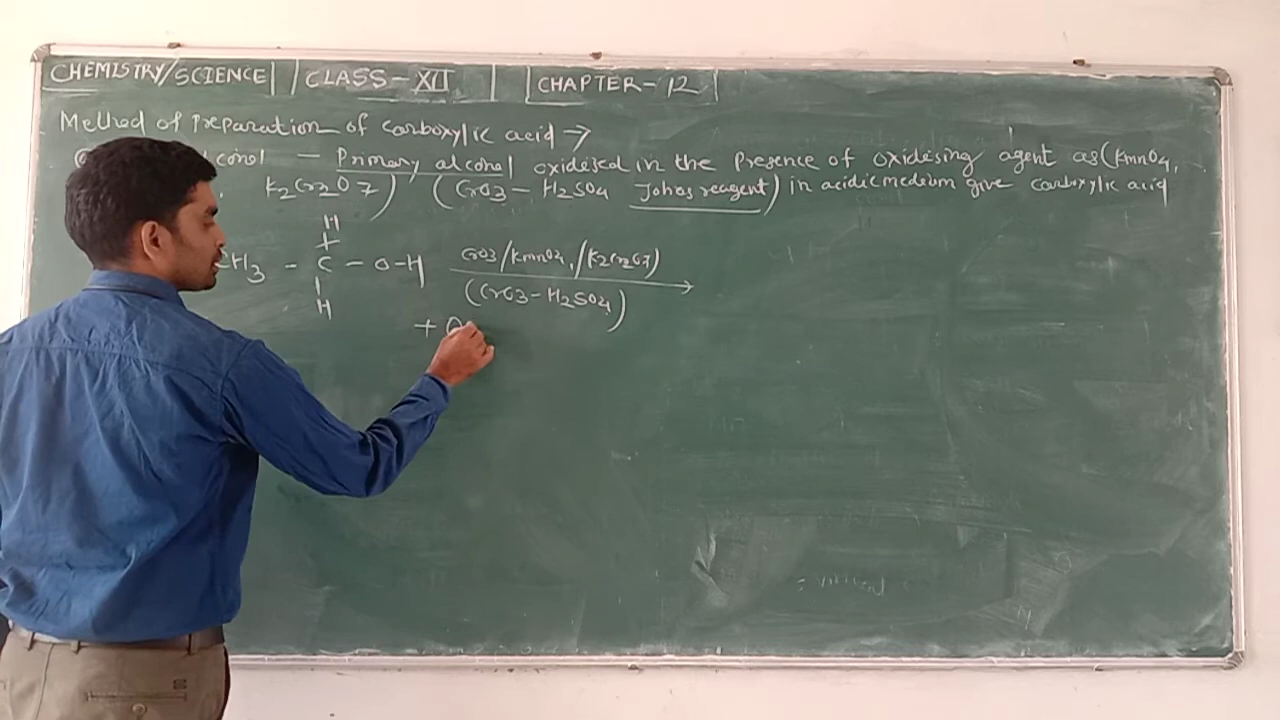 CHEMISTRY/SCIENCE | CLASS-XII | CHAPTER-12
Method of Preparation of carboxylic acid →
alcohol - Primary alcohol oxidised in the Presence of oxidising agent as (KmnO4,
K2Cr2O7) (CrO3 - H2SO4 Johns reagent) in acidic medium give carboxylic acid
H
CH3 - C - O-H CrO3/KmnO4,/K2Cr2O7)
H ((CrO3-H2SO4)
+ O